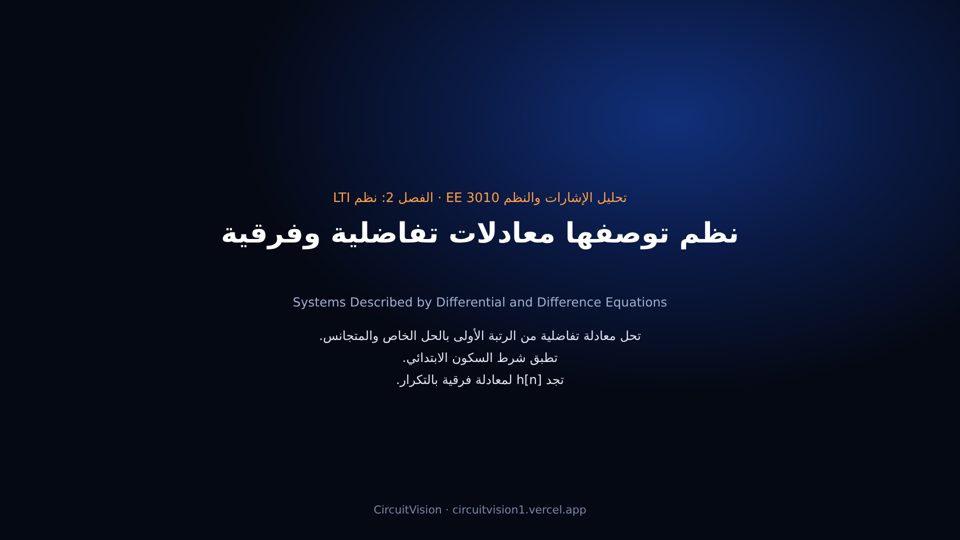 تحليل الإشارات والنظم EE 3010 · الفصل 2: نظم LTI
نظم توصفها معادلات تفاضلية وفرقية
Systems Described by Differential and Difference Equations
تحل معادلة تفاضلية من الرتبة الأولى بالحل الخاص والمتجانس.
تطبق شرط السكون الابتدائي.
تجد h[n] لمعادلة فرقية بالتكرار.
CircuitVision · circuitvision1.vercel.app